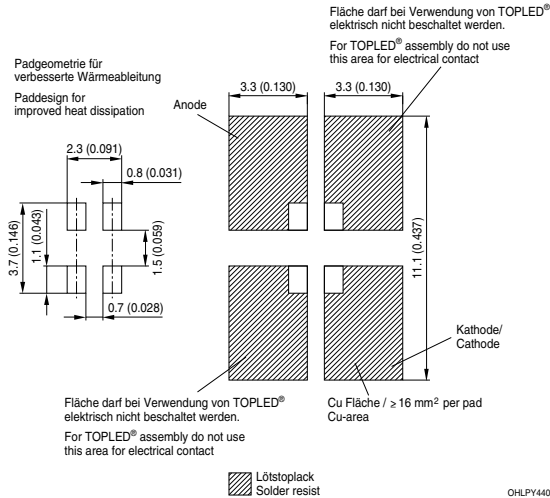 Fläche darf bei Verwendung von TOPLED®
elektrisch nicht beschaltet werden.
For TOPLED® assembly do not use
this area for electrical contact
Padgeometrie für
verbesserte Wärmeableitung
Paddesign for
improved heat dissipation
3.3 (0.130)
3.3 (0.130)
Anode
2.3 (0.091)
0.8 (0.031)
3.7 (0.146)
1.1 (0.043)
1.5 (0.059)
11.1 (0.437)
0.7 (0.028)
Kathode/
Cathode
Fläche darf bei Verwendung von TOPLED®
elektrisch nicht beschaltet werden.
For TOPLED® assembly do not use
this area for electrical contact
Cu Fläche / ≥ 16 mm² per pad
Cu-area
Lötstoplack
Solder resist
OHLPY440